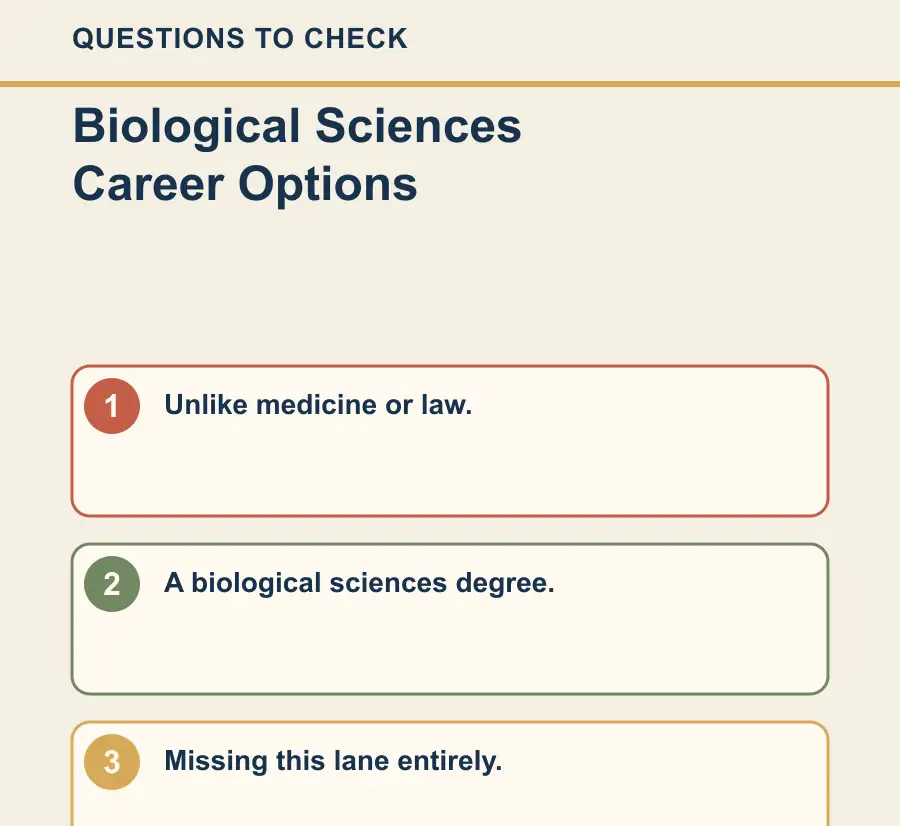 QUESTIONS TO CHECK
Biological Sciences
Career Options
1 Unlike medicine or law.
2 A biological sciences degree.
3 Missing this lane entirely.